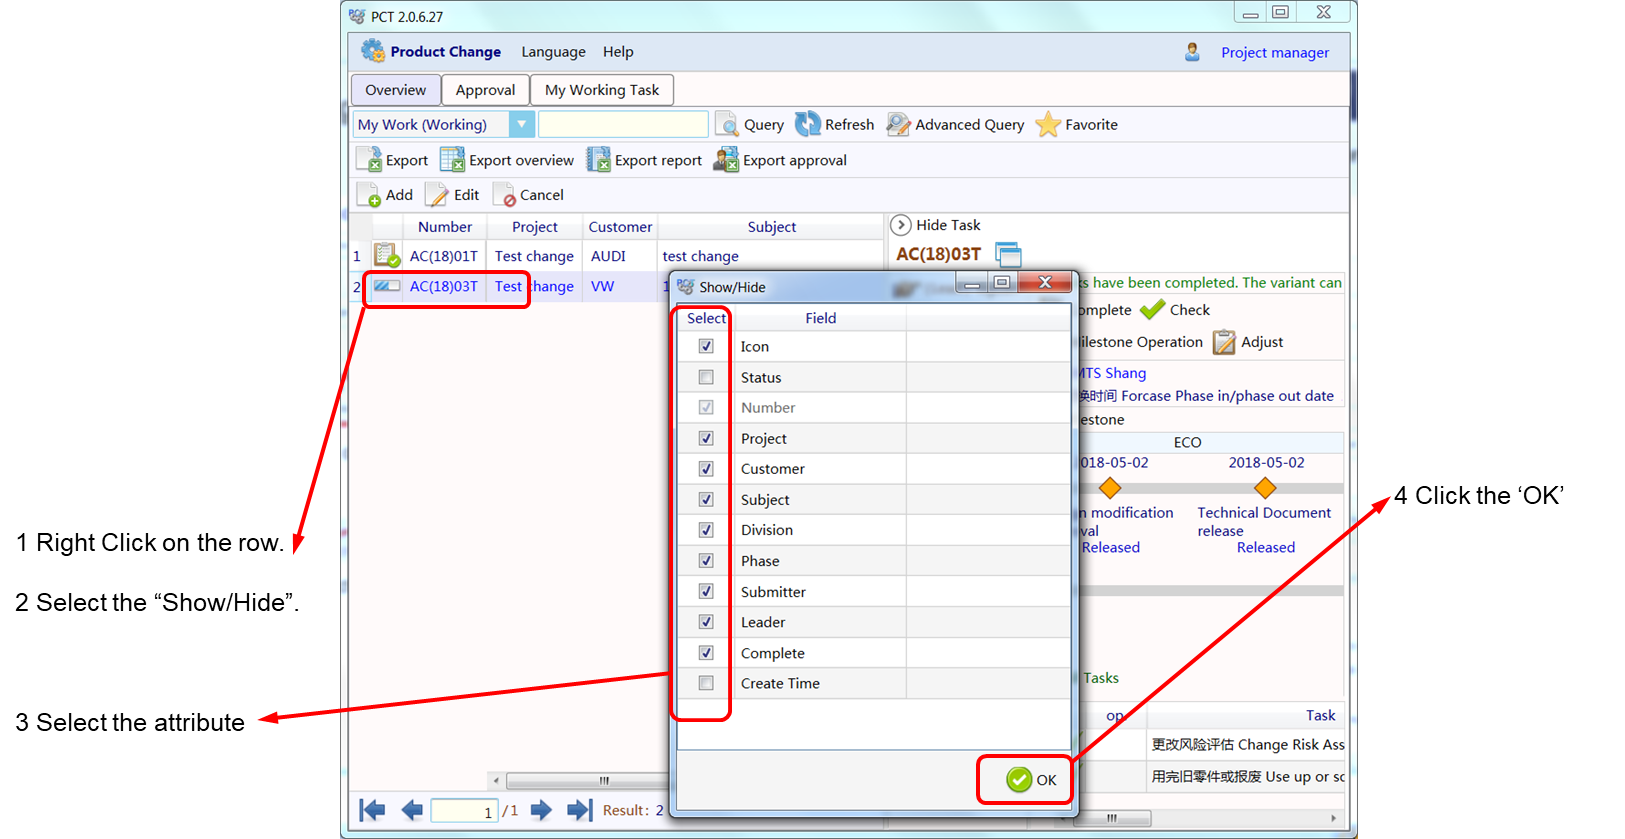 PCT 2.0.6.27
Product Change Language Help Project manager
Overview Approval My Working Task
My Work (Working) Query Refresh Advanced Query Favorite
Export Export overview Export report Export approval
Add Edit Cancel
Number Project Customer Subject
1 AC(18)01T Test change AUDI test change
2 AC(18)03T Test change VW 1
Hide Task
AC(18)03T
ks have been completed. The variant can
omplete Check
ilestone Operation Adjust
MTS Shang
换时间 Forcase Phase in/phase out date
estone
ECO
018-05-02 2018-05-02
n modification Technical Document
val release
Released Released
Tasks
op Task
更改风险评估 Change Risk Ass
用完旧零件或报废 Use up or sc
Show/Hide
Select Field
Icon
Status
Number
Project
Customer
Subject
Division
Phase
Submitter
Leader
Complete
Create Time
OK
1 /1 Result: 2
1 Right Click on the row.
2 Select the “Show/Hide”.
3 Select the attribute
4 Click the ‘OK’